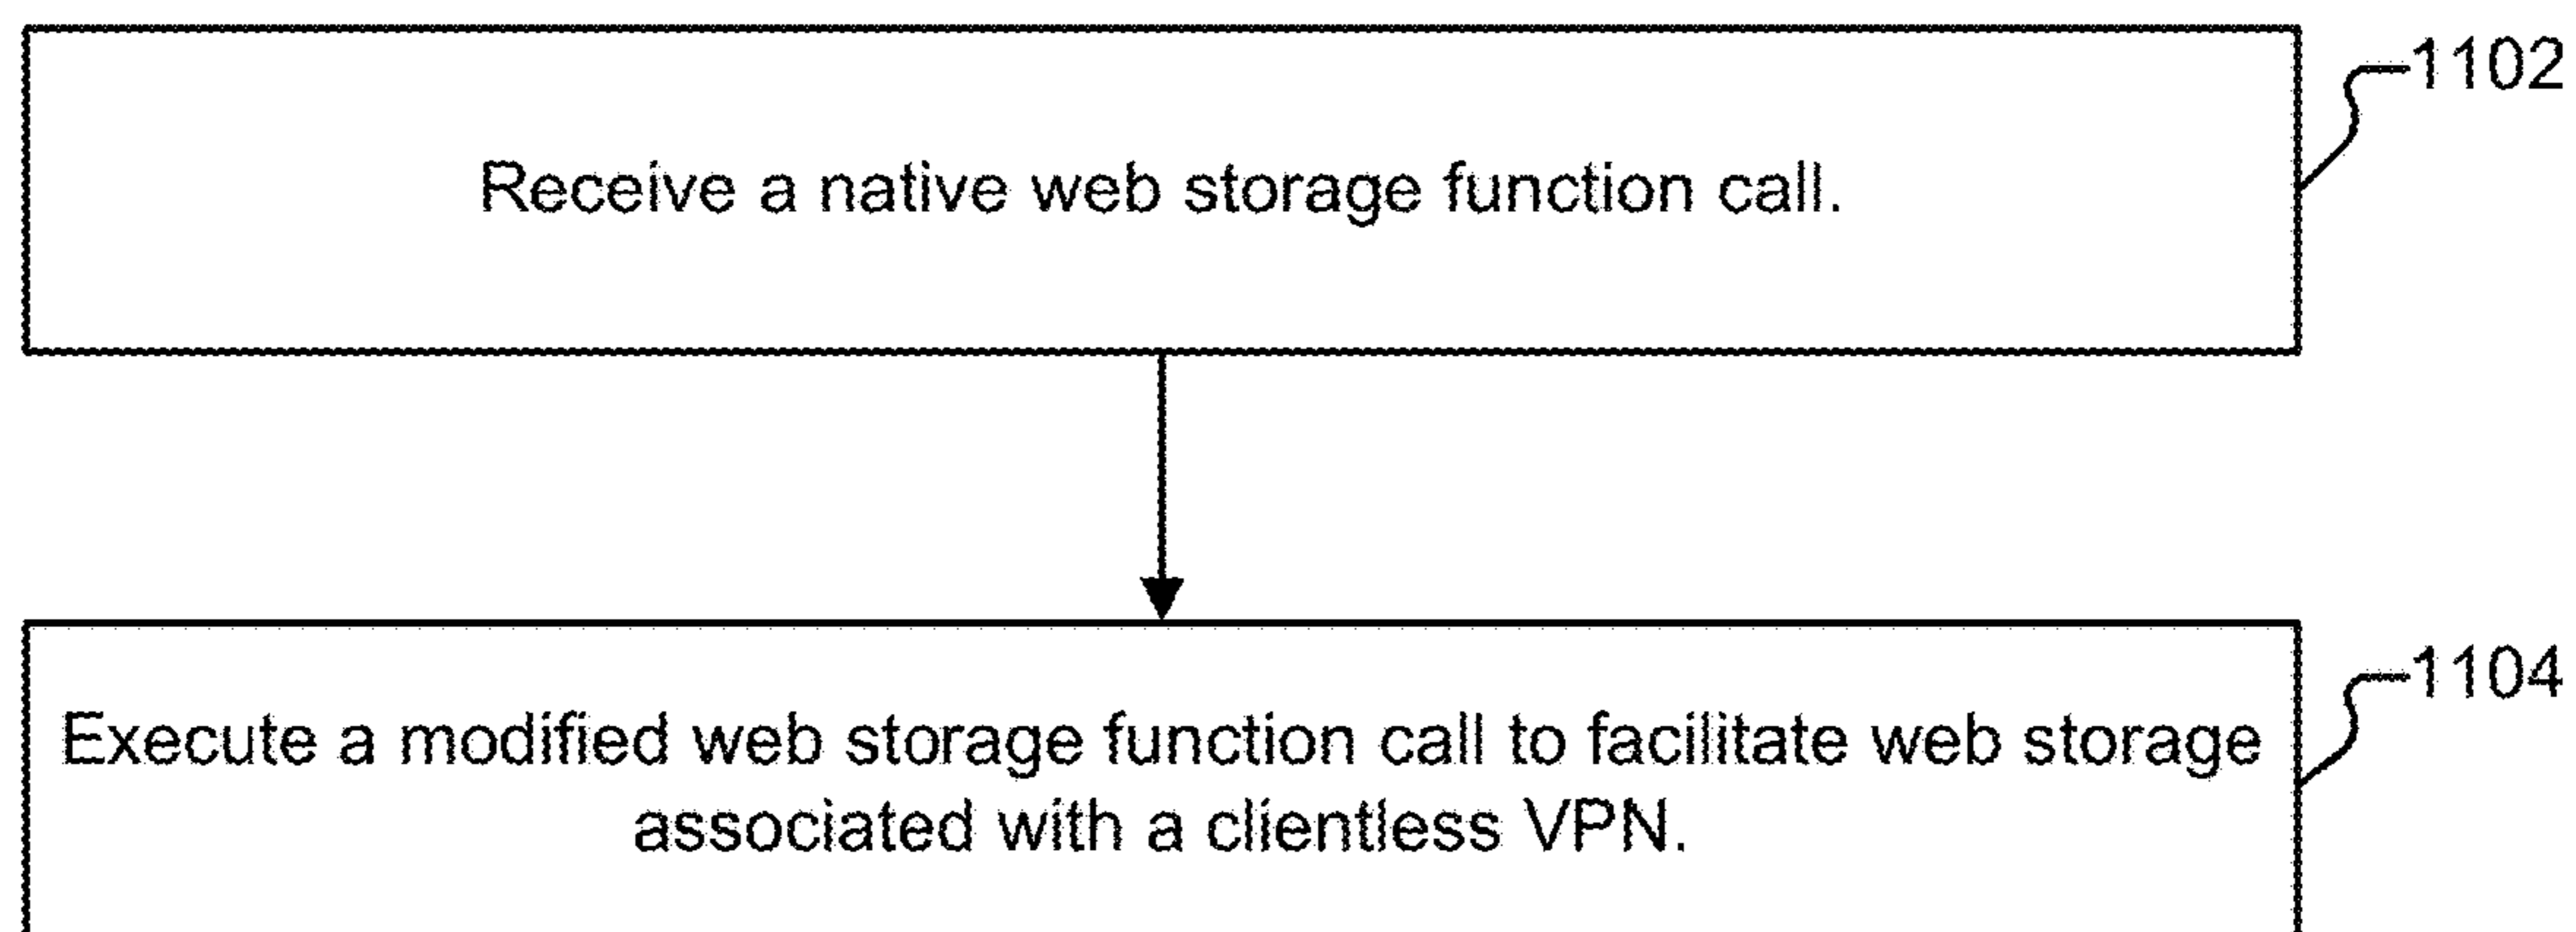 1102
Receive a native web storage function call.
1104
Execute a modified web storage function call to facilitate web storage
associated with a clientless VPN.